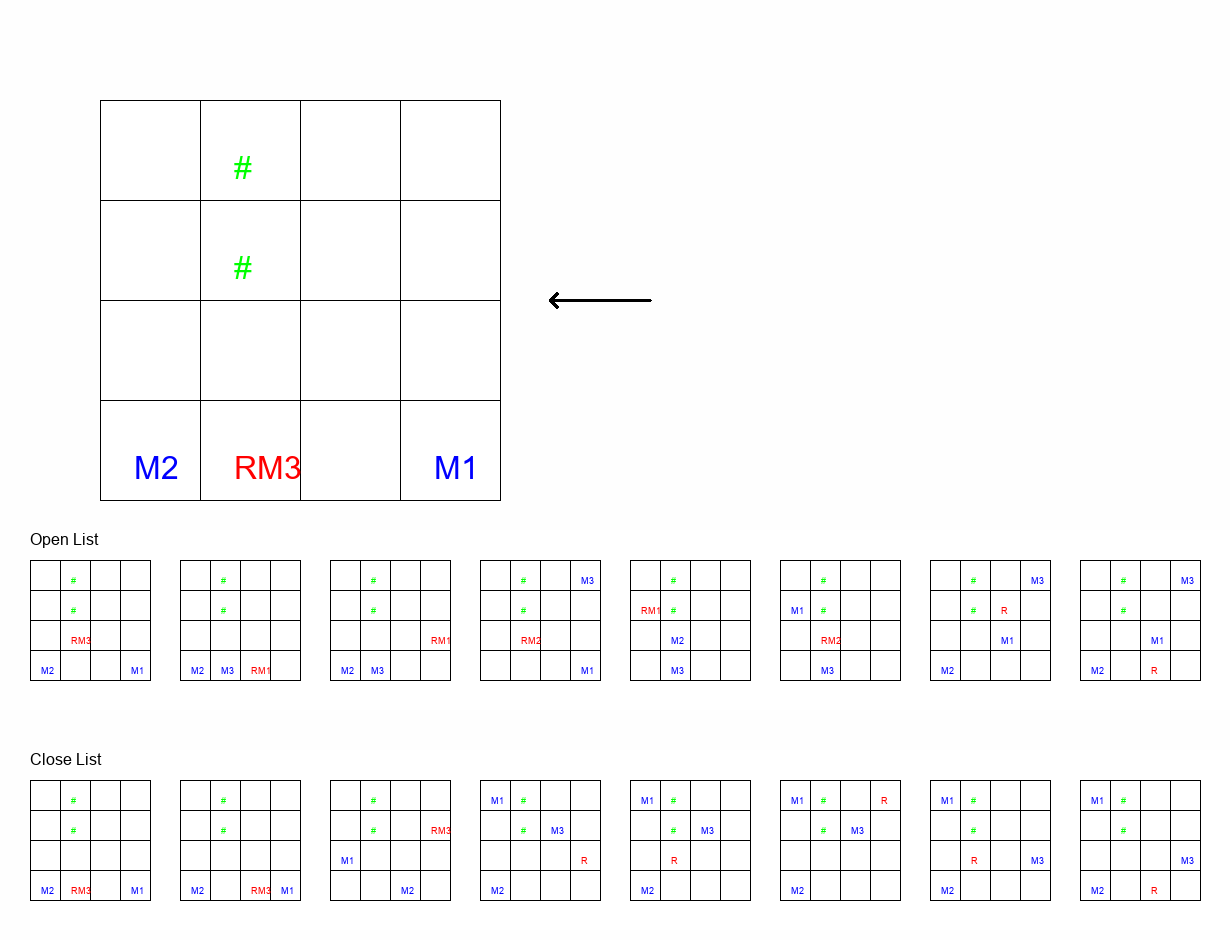 #
#
M2 RM3 M1
Open List
# # # # M3 # # # M3 # M3
# # # # RM1 # M1 # # R #
RM3 RM1 RM2 M2 RM2 M1 M1
M2 M1 M2 M3 RM1 M2 M3 M1 M3 M3 M2 M2 R
Close List
# # # M1 # M1 # M1 # R M1 # M1 #
# # # RM3 # M3 # M3 # M3 # #
M1 R R R M3 M3
M2 RM3 M1 M2 RM3 M1 M2 M2 M2 M2 M2 M2 R